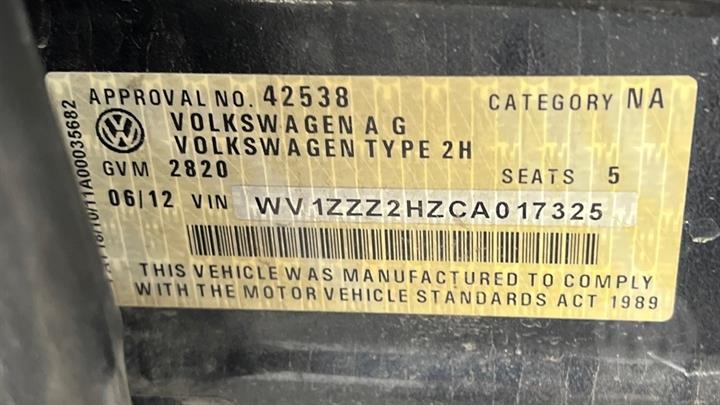 APPROVAL NO. 42538 CATEGORY NA
VOLKSWAGEN A G
VOLKSWAGEN TYPE 2H
GVM 2820 SEATS 5
06/12 VIN WV1ZZZ2HZCA017325
THIS VEHICLE WAS MANUFACTURED TO COMPLY
WITH THE MOTOR VEHICLE STANDARDS ACT 1989